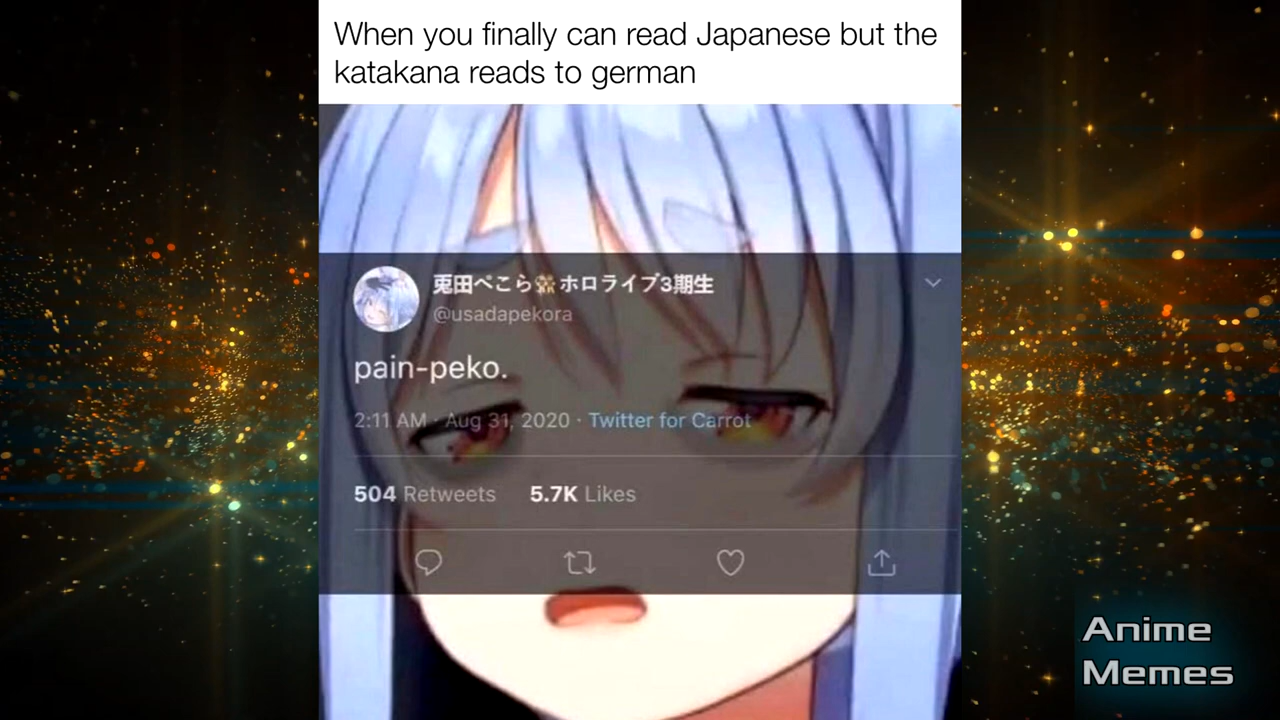 When you finally can read Japanese but the
katakana reads to german
兎田ぺこら👯ホロライブ3期生
@usadapekora
pain-peko.
2:11 AM · Aug 31, 2020 · Twitter for Carrot
504 Retweets 5.7K Likes
Anime
Memes